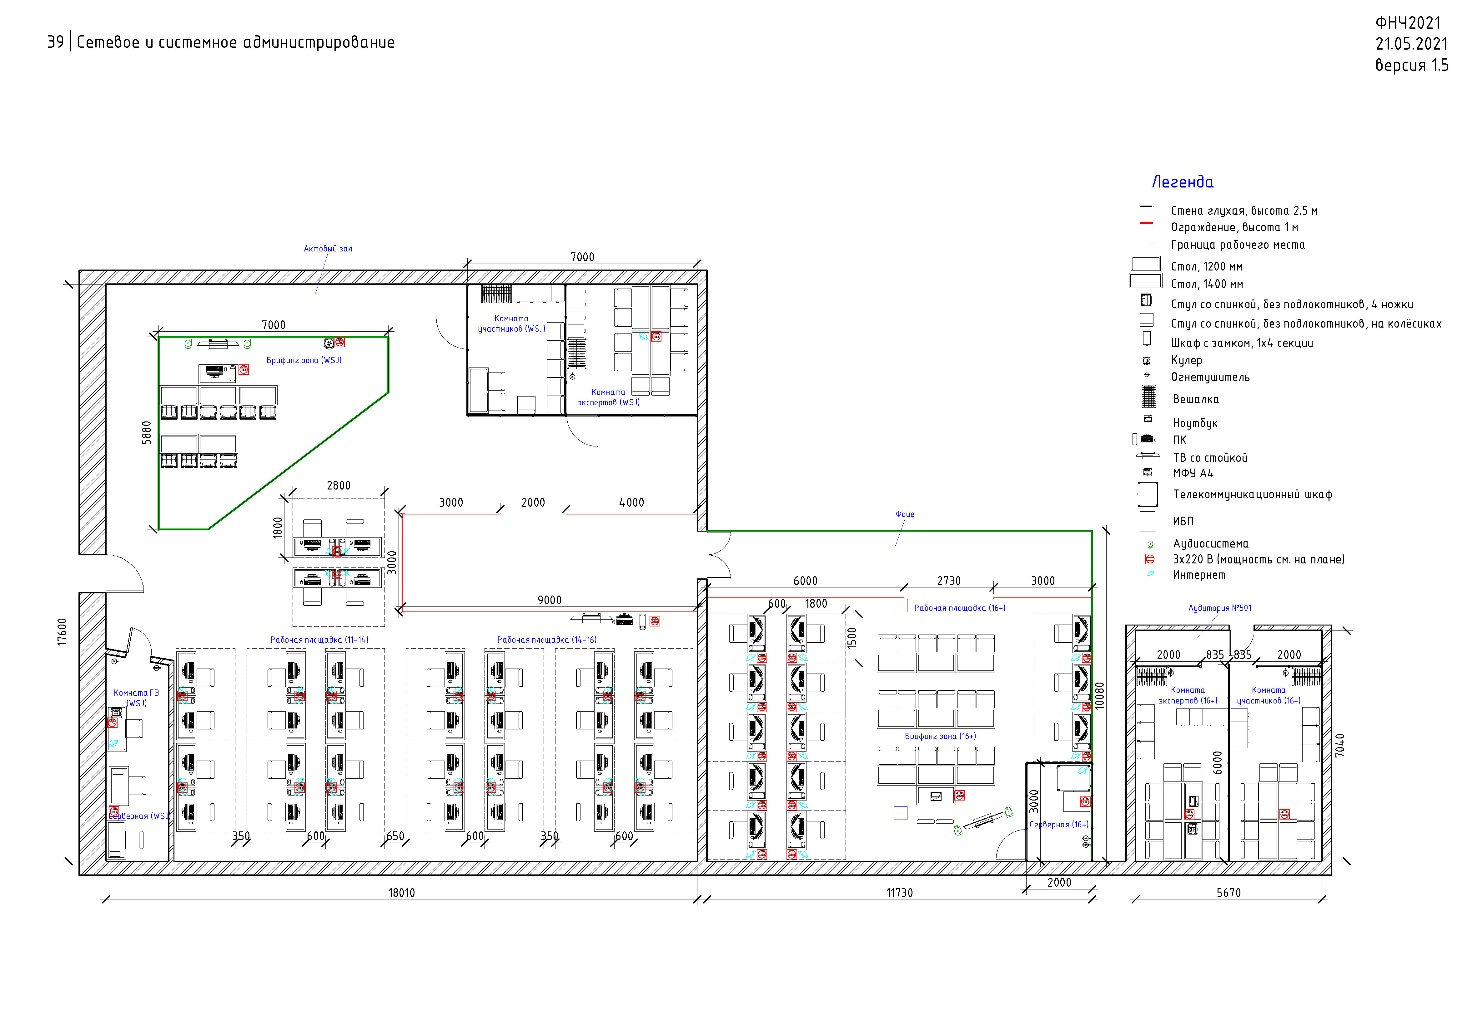 39 | Сетевое и системное администрирование
ФНЧ2021
21.05.2021
версия 1.5
Легенда
Стена глухая, высота 2.5 м
Ограждение, высота 1 м
Граница рабочего места
Стол, 1200 мм
Стол, 1400 мм
Стул со спинкой, без подлокотников, 4 ножки
Стул со спинкой, без подлокотников, на колёсиках
Шкаф с замком, 1х4 секции
Кулер
Огнетушитель
Вешалка
Ноутбук
ПК
ТВ со стойкой
МФУ А4
Телекоммуникационный шкаф
ИБП
Аудиосистема
3х220 В (мощность см. на плане)
Интернет
Актовый зал
7000
7000
Комната
участников (WSJ)
Брифинг зона (WSJ)
Комната
экспертов (WSJ)
5880
2800
1800
3000
2000
4000
3000
9000
17600
Фойе
6000
2730
3000
600
1800
Рабочая площадка (16+)
1500
Рабочая площадка (11-14)
Рабочая площадка (14-16)
Комната ГЭ
(WSJ)
Серверная (WSJ)
350
600
650
600
350
600
18010
Брифинг зона (16+)
10080
3000
Серверная (16+)
2000
11730
Аудитория №501
2000
835
835
2000
Комната
экспертов (16+)
Комната
участников (16+)
6000
7040
5670